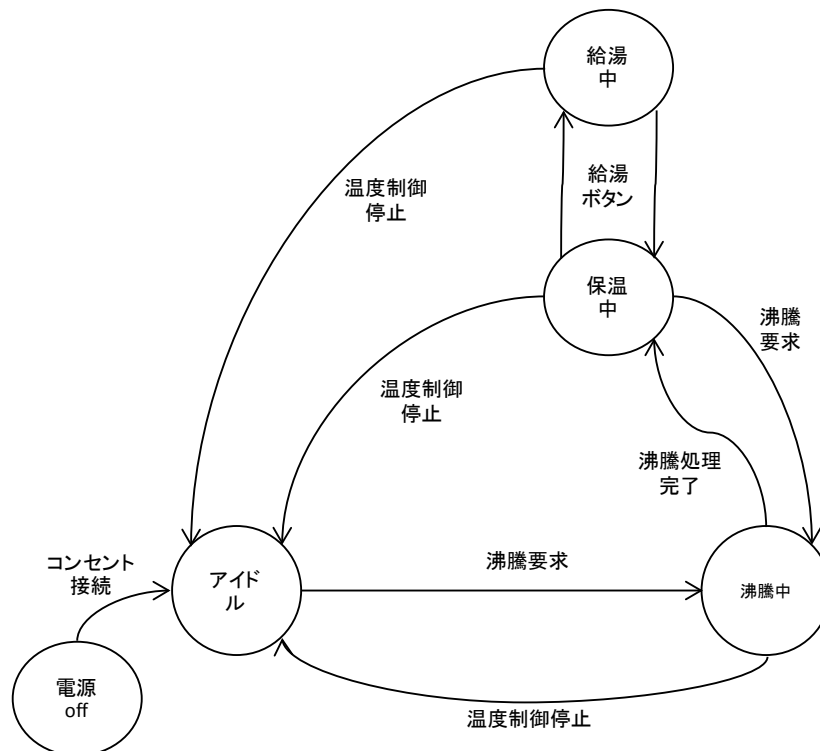 給湯
中
温度制御
停止
給湯
ボタン
保温
中
沸騰
要求
温度制御
停止
沸騰処理
完了
コンセント
接続
アイド
ル
沸騰要求
沸騰中
電源
off
温度制御停止